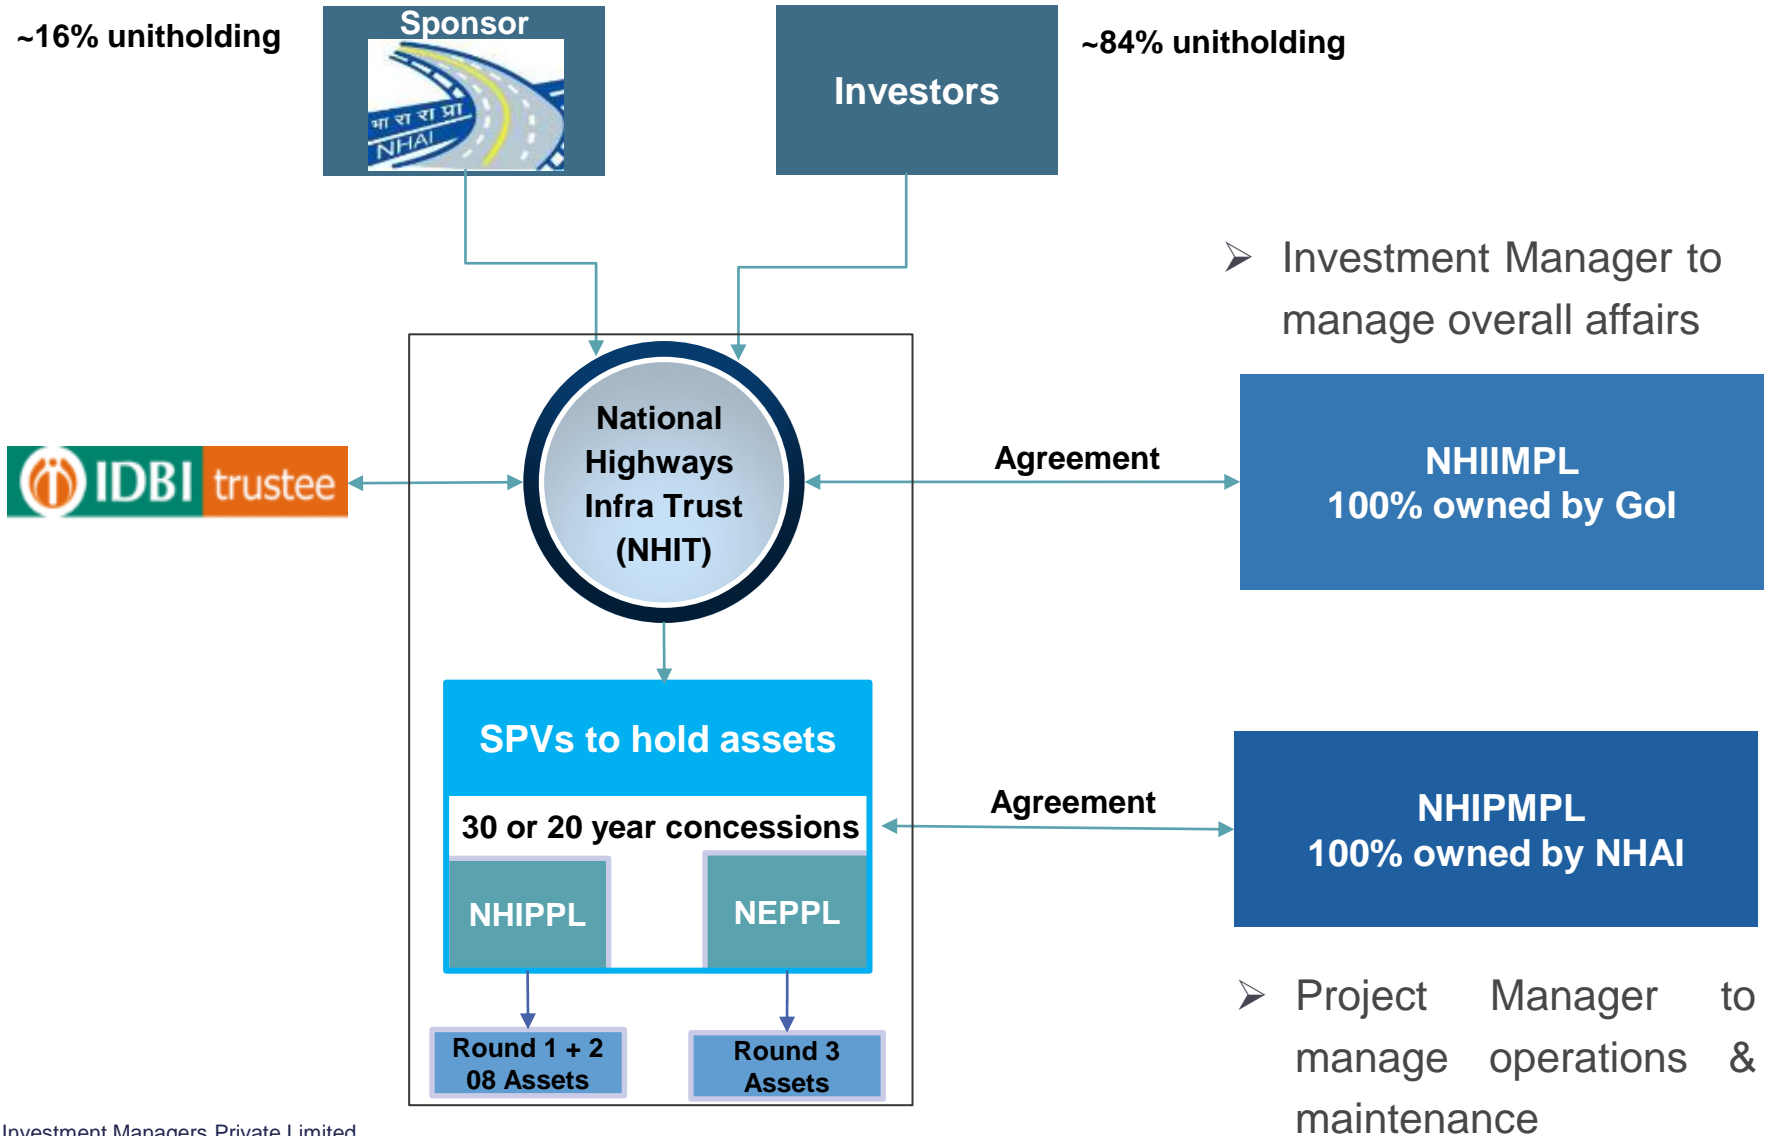 ~16% unitholding
Sponsor
भा रा रा प्रा
NHAI
Investors
~84% unitholding
➢ Investment Manager to
manage overall affairs
National
Highways
Infra Trust
(NHIT)
IDBI trustee
Agreement
NHIIMPL
100% owned by GoI
SPVs to hold assets
30 or 20 year concessions
NHIPPL
NEPPL
Agreement
NHIPMPL
100% owned by NHAI
Round 1 + 2
08 Assets
Round 3
Assets
➢ Project Manager to
manage operations &
maintenance
Investment Managers Private Limited